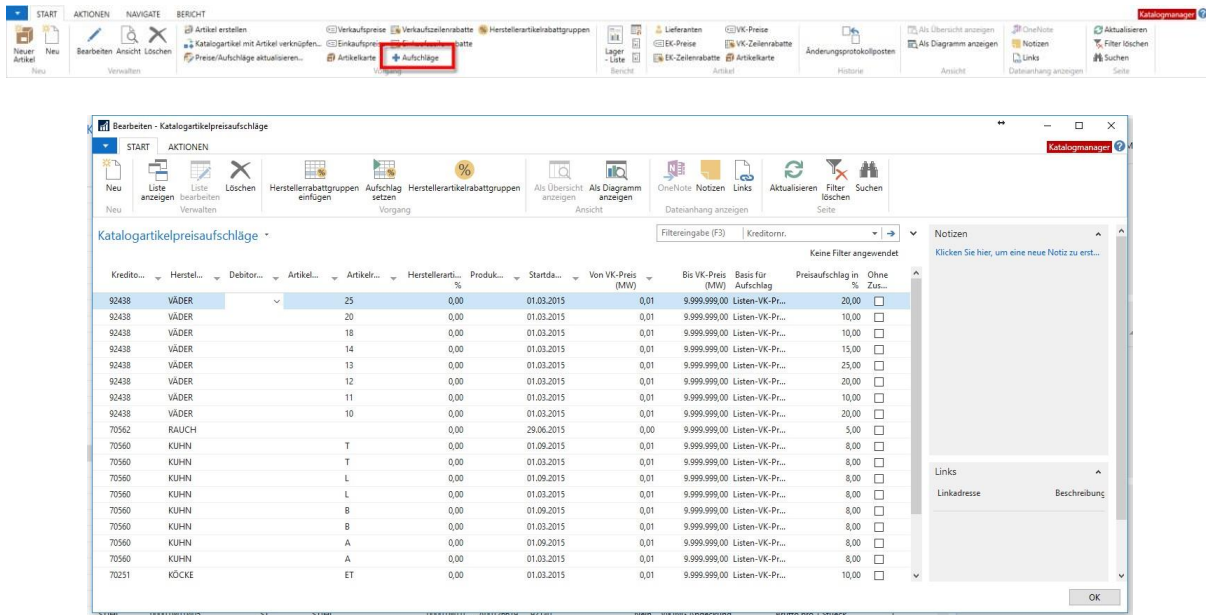 START AKTIONEN NAVIGATE BERICHT
Katalogmanager
Neuer Artikel
Neu
Bearbeiten Ansicht Löschen
Artikel erstellen
Katalogartikel mit Artikel verknüpfen...
Preise/Aufschläge aktualisieren...
Verkaufspreise
Einkaufspreise
Artikelkarte
Verkaufszeilenrabatte
Aufschläge
Herstellerartikelrabattgruppen
Lager - Liste
Lieferanten
EK-Preise
EK-Zeilenrabatte
VK-Preise
VK-Zeilenrabatte
Artikelkarte
Änderungsprotokollposten
Als Übersicht anzeigen
Als Diagramm anzeigen
OneNote
Notizen
Links
Aktualisieren
Filter löschen
Suchen
Neu Verwalten Vorgang Bericht Artikel Historie Ansicht Dateianhang anzeigen Seite
Bearbeiten - Katalogartikelpreisaufschläge
START AKTIONEN
Katalogmanager
Neu
Liste anzeigen
Liste bearbeiten
Löschen
Herstellerrabattgruppen einfügen
Aufschlag setzen
Herstellerartikelrabattgruppen
Als Übersicht anzeigen
Als Diagramm anzeigen
OneNote Notizen Links
Aktualisieren
Filter löschen
Suchen
Neu Verwalten Vorgang Ansicht Dateianhang anzeigen Seite
Katalogartikelpreisaufschläge
Filtereingabe (F3) Kreditornr.
Keine Filter angewendet
Kredito... Herstel... Debitor... Artikel... Artikelr... Herstellerarti... % Produk... Startda... Von VK-Preis (MW) Bis VK-Preis (MW) Basis für Aufschlag Preisaufschlag in % Ohne Zus...
92438 VÄDER 25 0,00 01.03.2015 0,01 9.999.999,00 Listen-VK-Pr... 20,00
92438 VÄDER 20 0,00 01.03.2015 0,01 9.999.999,00 Listen-VK-Pr... 10,00
92438 VÄDER 18 0,00 01.03.2015 0,01 9.999.999,00 Listen-VK-Pr... 10,00
92438 VÄDER 14 0,00 01.03.2015 0,01 9.999.999,00 Listen-VK-Pr... 15,00
92438 VÄDER 13 0,00 01.03.2015 0,01 9.999.999,00 Listen-VK-Pr... 25,00
92438 VÄDER 12 0,00 01.03.2015 0,01 9.999.999,00 Listen-VK-Pr... 20,00
92438 VÄDER 11 0,00 01.03.2015 0,01 9.999.999,00 Listen-VK-Pr... 10,00
92438 VÄDER 10 0,00 01.03.2015 0,01 9.999.999,00 Listen-VK-Pr... 20,00
70562 RAUCH 0,00 29.06.2015 0,00 9.999.999,00 Listen-VK-Pr... 5,00
70560 KUHN T 0,00 01.09.2015 0,01 9.999.999,00 Listen-VK-Pr... 8,00
70560 KUHN T 0,00 01.03.2015 0,01 9.999.999,00 Listen-VK-Pr... 8,00
70560 KUHN L 0,00 01.09.2015 0,01 9.999.999,00 Listen-VK-Pr... 8,00
70560 KUHN L 0,00 01.03.2015 0,01 9.999.999,00 Listen-VK-Pr... 8,00
70560 KUHN B 0,00 01.09.2015 0,01 9.999.999,00 Listen-VK-Pr... 8,00
70560 KUHN B 0,00 01.03.2015 0,01 9.999.999,00 Listen-VK-Pr... 8,00
70560 KUHN A 0,00 01.09.2015 0,01 9.999.999,00 Listen-VK-Pr... 8,00
70560 KUHN A 0,00 01.03.2015 0,01 9.999.999,00 Listen-VK-Pr... 8,00
70251 KÖCKE ET 0,00 01.03.2015 0,01 9.999.999,00 Listen-VK-Pr... 10,00
Notizen
Klicken Sie hier, um eine neue Notiz zu erst...
Links
Linkadresse Beschreibung
OK